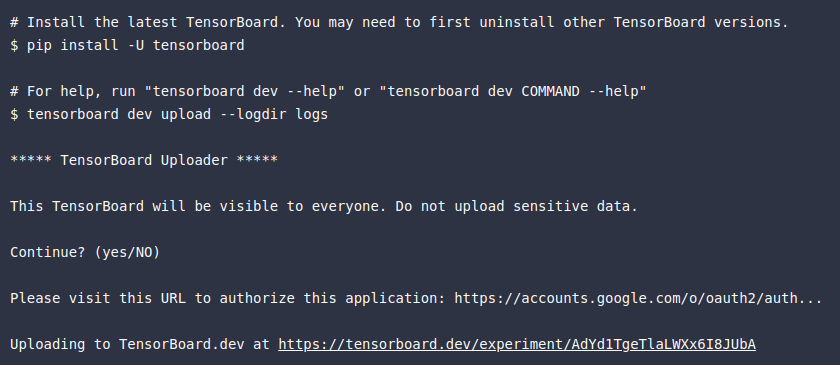 # Install the latest TensorBoard. You may need to first uninstall other TensorBoard versions.
$ pip install -U tensorboard
# For help, run "tensorboard dev --help" or "tensorboard dev COMMAND --help"
$ tensorboard dev upload --logdir logs
***** TensorBoard Uploader *****
This TensorBoard will be visible to everyone. Do not upload sensitive data.
Continue? (yes/NO)
Please visit this URL to authorize this application: https://accounts.google.com/o/oauth2/auth...
Uploading to TensorBoard.dev at https://tensorboard.dev/experiment/AdYd1TgeTlaLWXx6I8JUbA